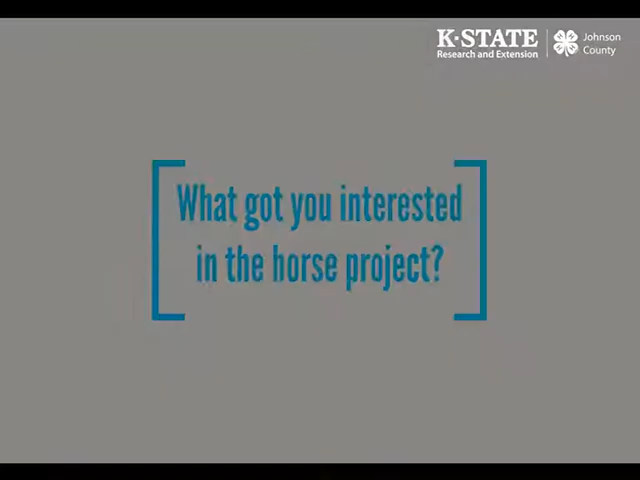 K·STATE
Research and Extension
Johnson
County
What got you interested
in the horse project?